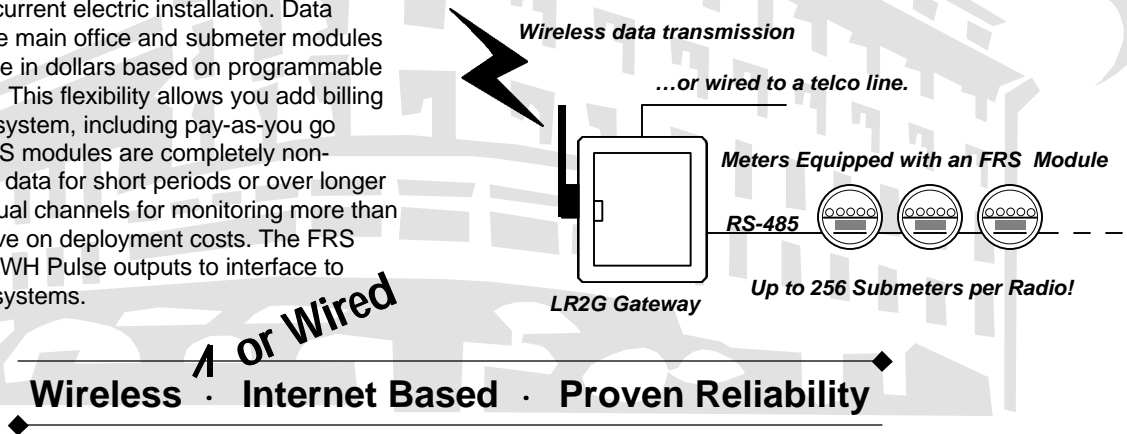 current electric installation. Data
e main office and submeter modules
e in dollars based on programmable
. This flexibility allows you add billing
system, including pay-as-you go
S modules are completely non-
data for short periods or over longer
ual channels for monitoring more than
ve on deployment costs. The FRS
WH Pulse outputs to interface to
systems.
Wireless data transmission
…or wired to a telco line.
Meters Equipped with an FRS Module
RS-485
Up to 256 Submeters per Radio!
LR2G Gateway
or Wired
Wireless · Internet Based · Proven Reliability